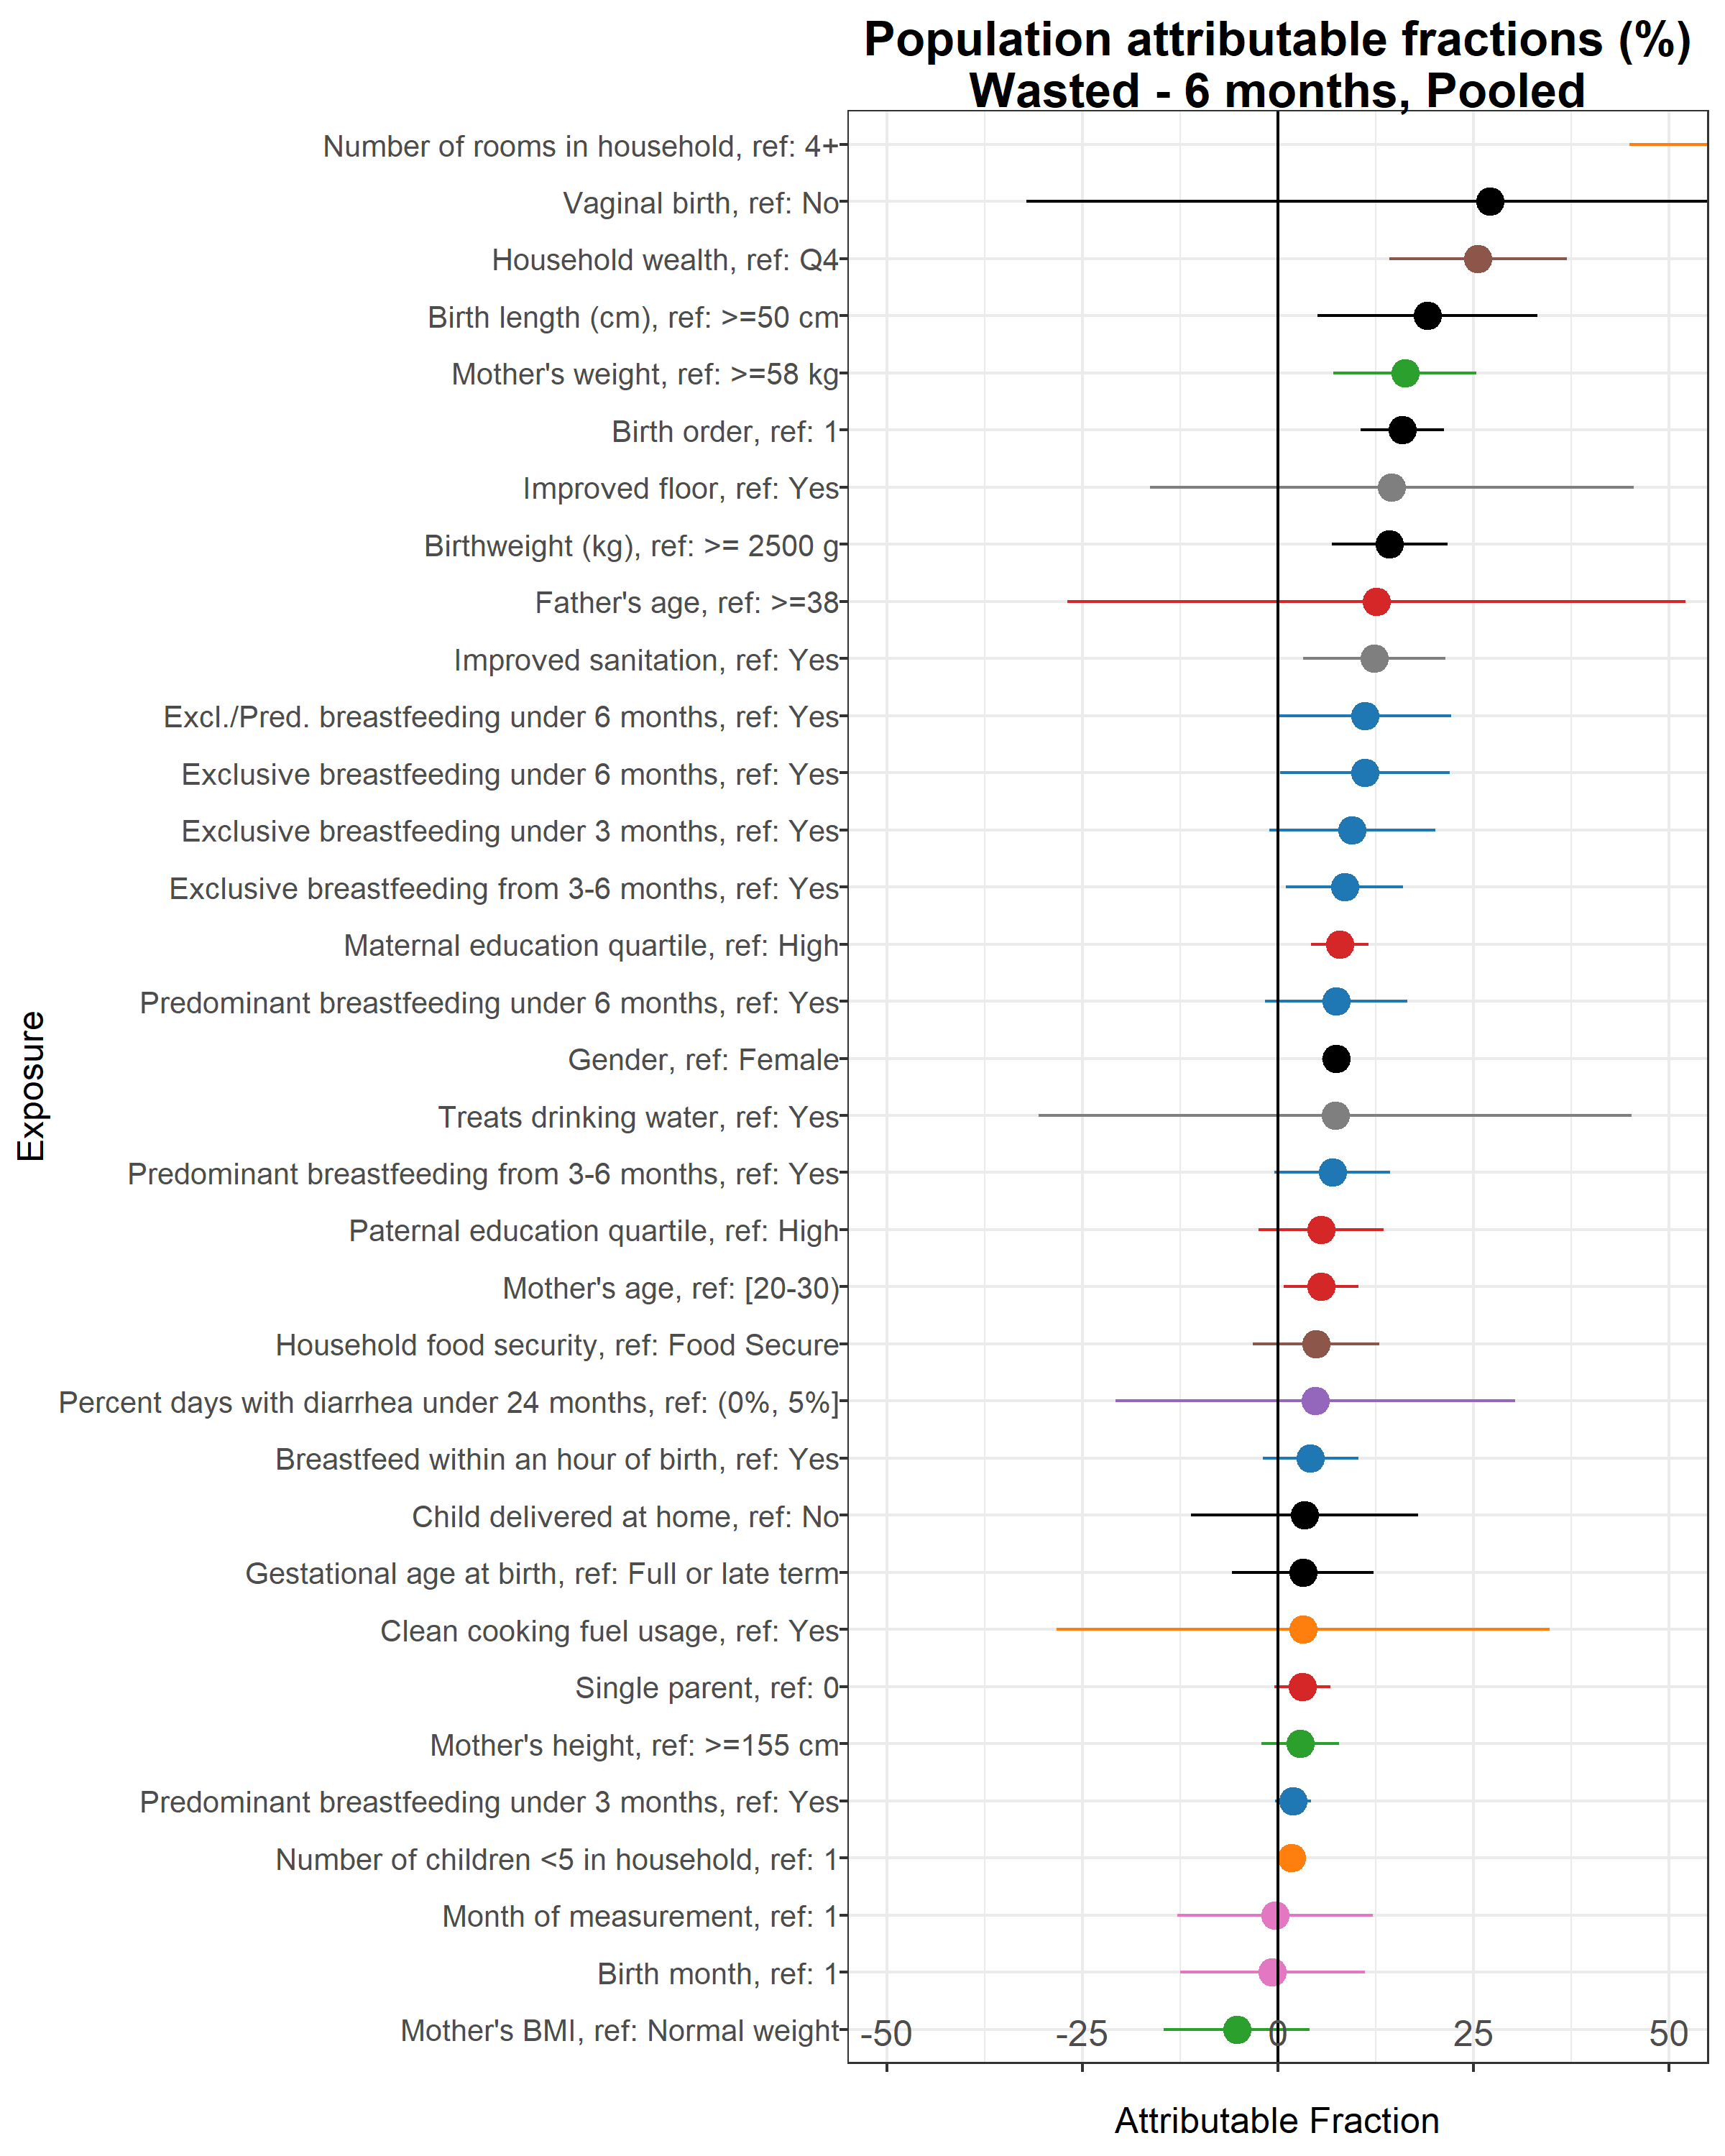 Population attributable fractions (%)
Wasted - 6 months, Pooled
Number of rooms in household, ref: 4+
Vaginal birth, ref: No
Household wealth, ref: Q4
Birth length (cm), ref: >=50 cm
Mother's weight, ref: >=58 kg
Birth order, ref: 1
Improved floor, ref: Yes
Birthweight (kg), ref: >= 2500 g
Father's age, ref: >=38
Improved sanitation, ref: Yes
Excl./Pred. breastfeeding under 6 months, ref: Yes
Exclusive breastfeeding under 6 months, ref: Yes
Exclusive breastfeeding under 3 months, ref: Yes
Exclusive breastfeeding from 3-6 months, ref: Yes
Maternal education quartile, ref: High
Predominant breastfeeding under 6 months, ref: Yes
Gender, ref: Female
Treats drinking water, ref: Yes
Predominant breastfeeding from 3-6 months, ref: Yes
Paternal education quartile, ref: High
Mother's age, ref: [20-30)
Household food security, ref: Food Secure
Percent days with diarrhea under 24 months, ref: (0%, 5%]
Breastfeed within an hour of birth, ref: Yes
Child delivered at home, ref: No
Gestational age at birth, ref: Full or late term
Clean cooking fuel usage, ref: Yes
Single parent, ref: 0
Mother's height, ref: >=155 cm
Predominant breastfeeding under 3 months, ref: Yes
Number of children <5 in household, ref: 1
Month of measurement, ref: 1
Birth month, ref: 1
Mother's BMI, ref: Normal weight
Exposure
-50 -25 0 25 50
Attributable Fraction